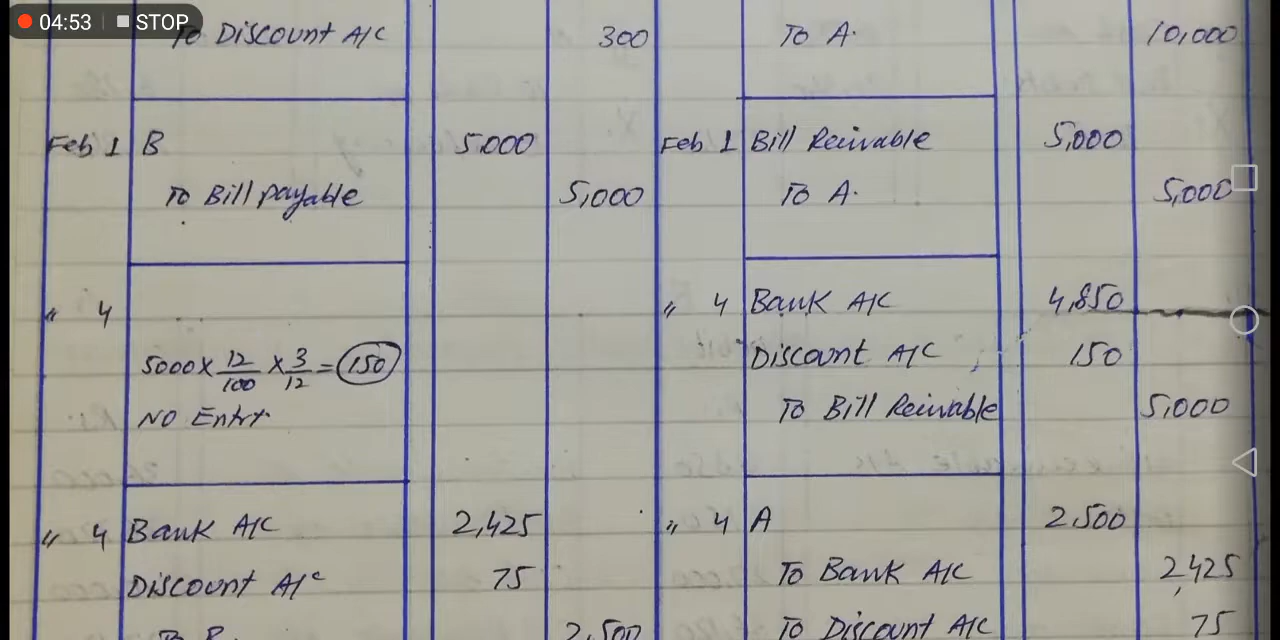 04:53 STOP
To Discount A/C 300 To A. 10,000
Feb 1 B 5,000 Feb 1 Bill Reivable 5,000
To Bill payable 5,000 To A. 5,000
" 4 " 4 Bank A/C 4,850
5000 × 12/100 × 3/12 = 150 Discount A/C 150
NO Entry. To Bill Reivable 5,000
" 4 Bank A/C 2,425 " 4 A 2,500
Discount A/C 75 To Bank A/C 2,425
To B. 2,500 To Discount A/C 75